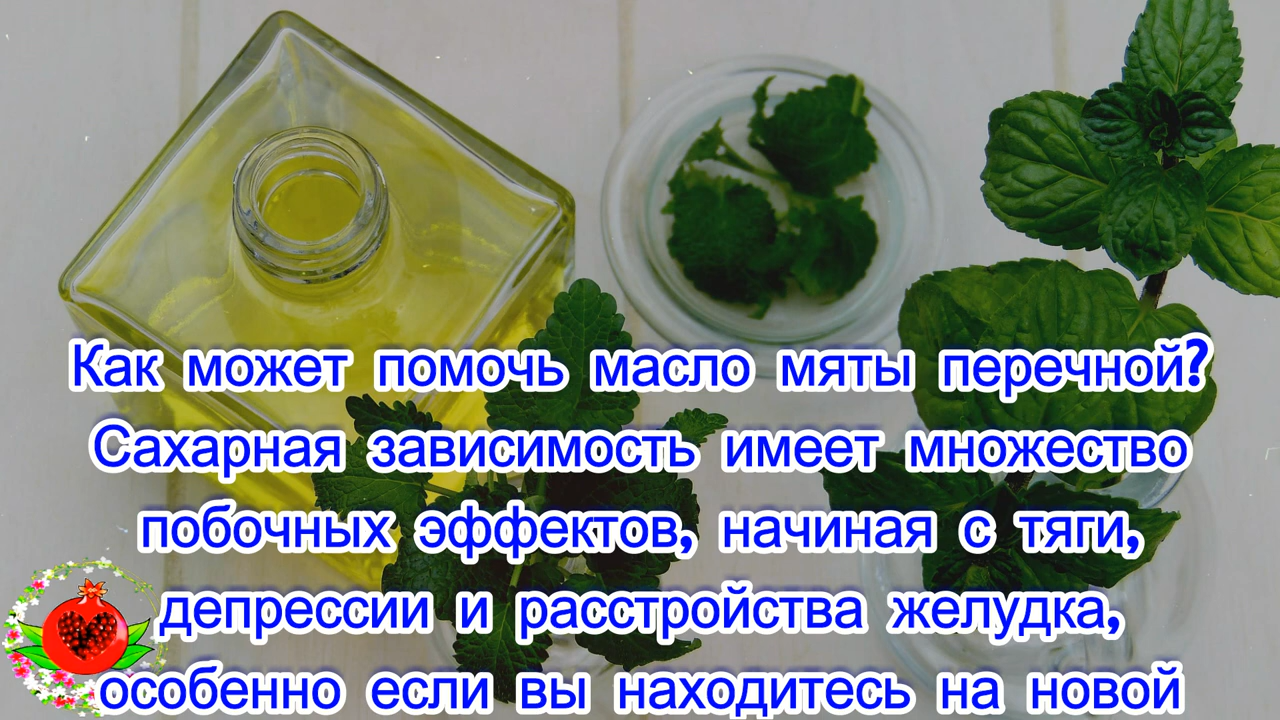 Как может помочь масло мяты перечной?
Сахарная зависимость имеет множество
побочных эффектов, начиная с тяги,
депрессии и расстройства желудка,
особенно если вы находитесь на новой